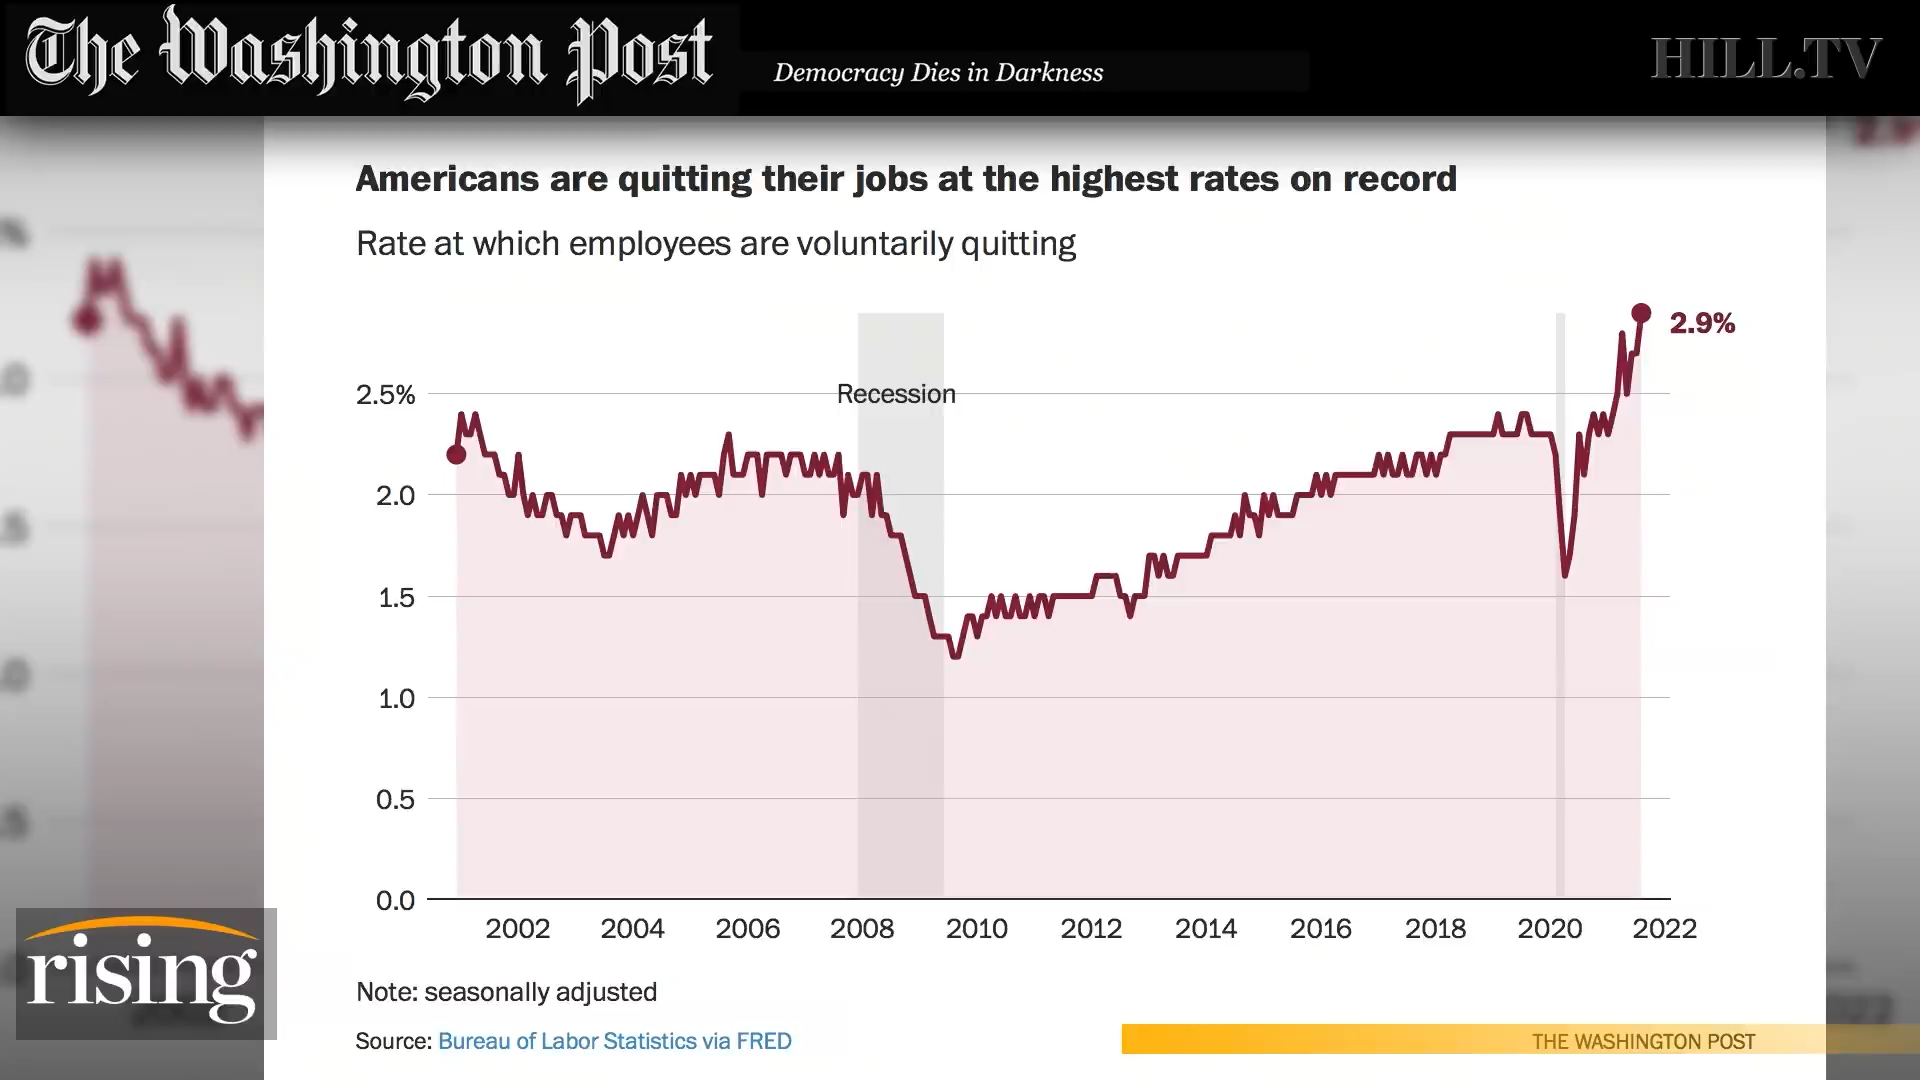 The Washington Post
Democracy Dies in Darkness
HILL.TV
Americans are quitting their jobs at the highest rates on record
Rate at which employees are voluntarily quitting
2.9%
2.5%
Recession
2.0
1.5
1.0
0.5
0.0
2002 2004 2006 2008 2010 2012 2014 2016 2018 2020 2022
rising
Note: seasonally adjusted
Source: Bureau of Labor Statistics via FRED
THE WASHINGTON POST